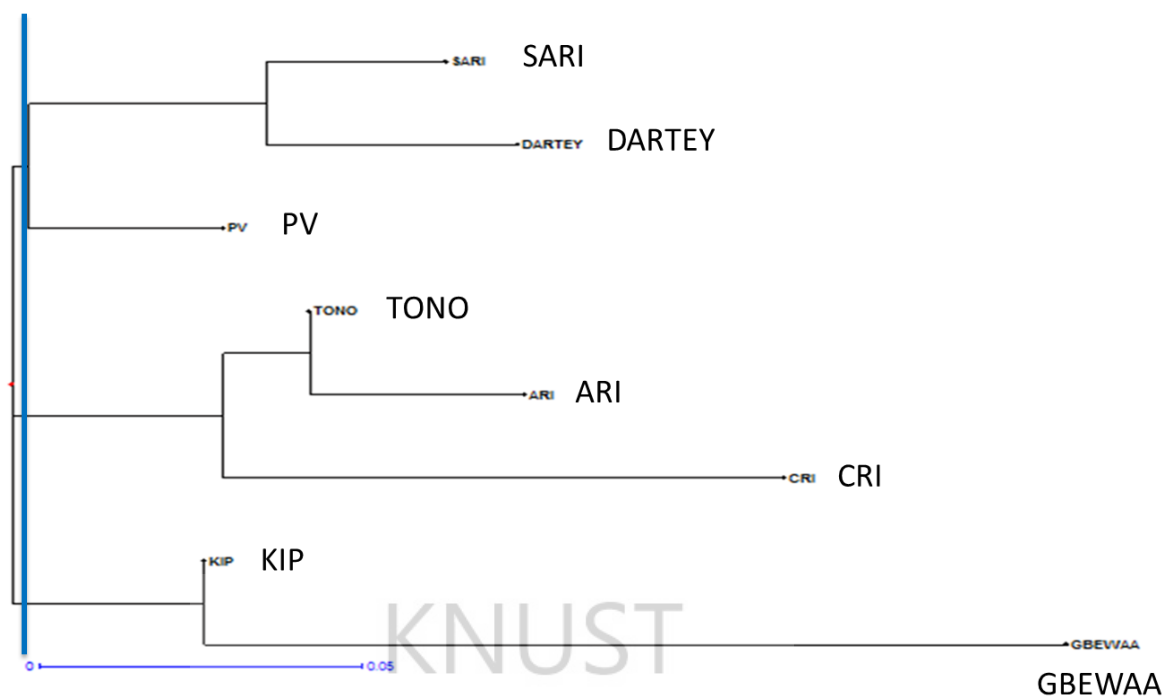 SARI SARI
DARTEY DARTEY
PV PV
TONO TONO
ARI ARI
CRI CRI
KIP KIP
KNUST
GBEWAA
0 0.05
GBEWAA